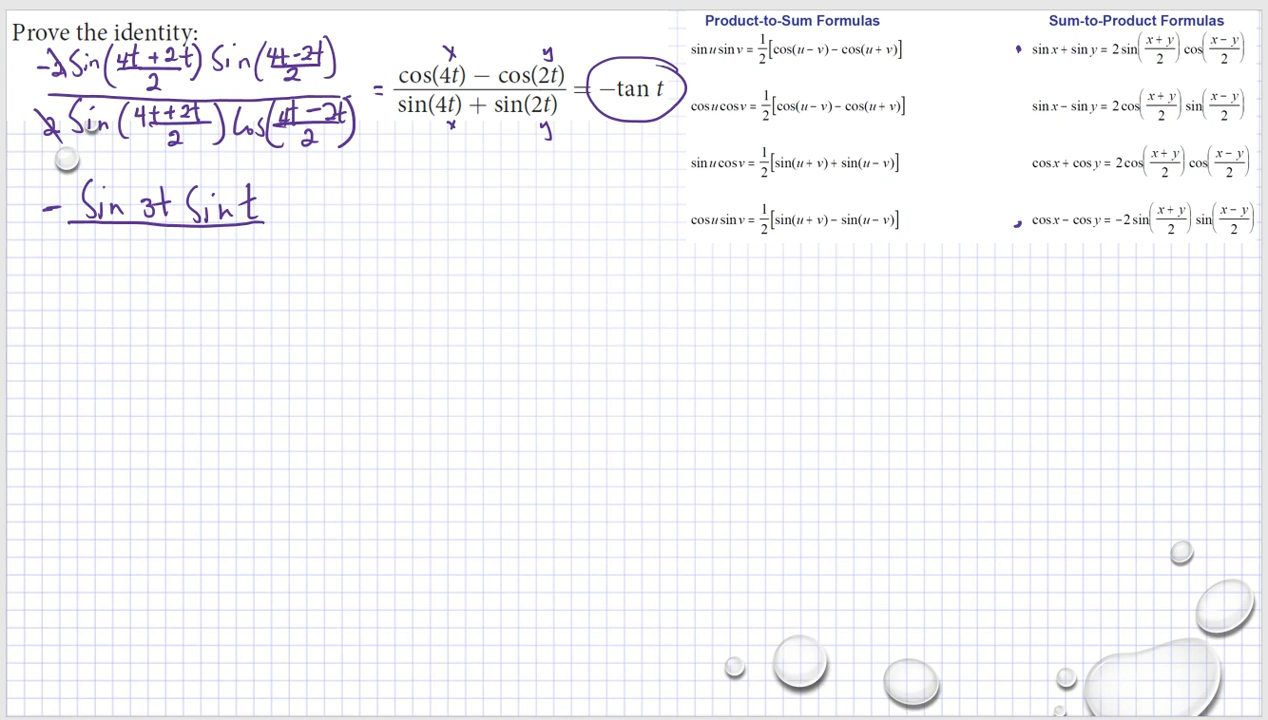 Prove the identity:
-2 Sin(4t+2t/2) Sin(4t-2t/2)
2 Sin(4t+2t/2) Cos(4t-2t/2)
- Sin 3t Sin t
x y
= cos(4t) − cos(2t) / sin(4t) + sin(2t) = −tan t
x y
Product-to-Sum Formulas
sin u sin v = 1/2[cos(u − v) − cos(u + v)]
cos u cos v = 1/2[cos(u − v) − cos(u + v)]
sin u cos v = 1/2[sin(u + v) + sin(u − v)]
cos u sin v = 1/2[sin(u + v) − sin(u − v)]
Sum-to-Product Formulas
sin x + sin y = 2 sin(x + y/2) cos(x − y/2)
sin x − sin y = 2 cos(x + y/2) sin(x − y/2)
cos x + cos y = 2 cos(x + y/2) cos(x − y/2)
cos x − cos y = −2 sin(x + y/2) sin(x − y/2)